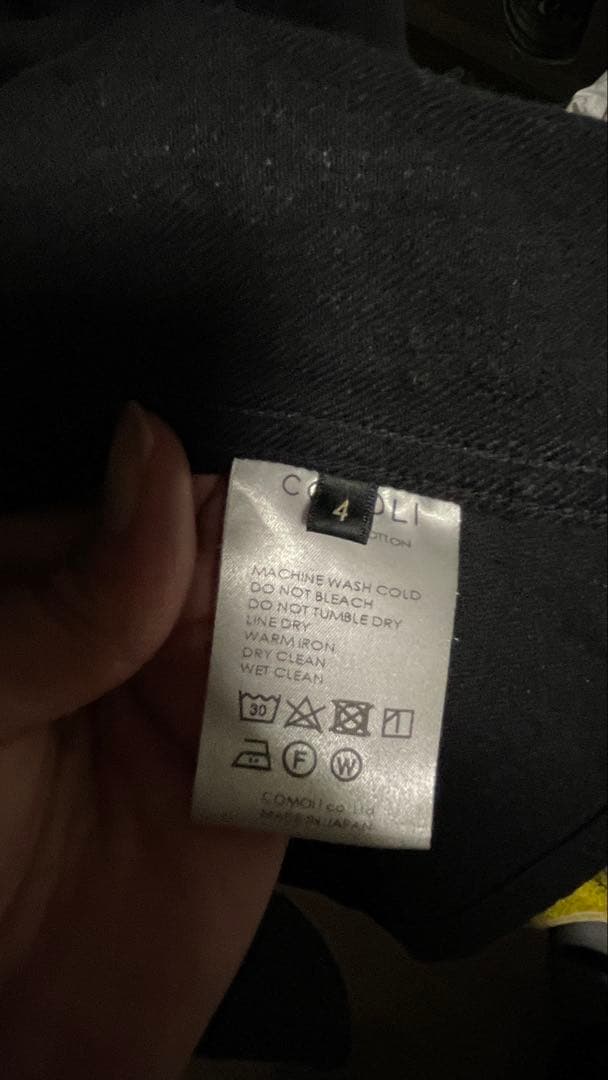 4
MACHINE WASH COLD
DO NOT BLEACH
DO NOT TUMBLE DRY
LINE DRY
WARM IRON
DRY CLEAN
WET CLEAN
30
F
W
COMOLI co. Ltd
MADE IN JAPAN